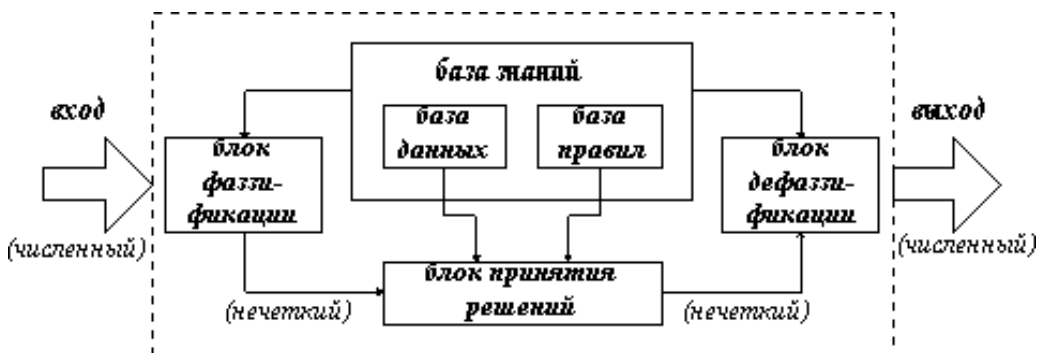 база знаний
вход
выход
база
данных
база
правил
блок
фаззи-
фикации
блок
дефаззи-
фикации
(численный)
(численный)
блок принятия
решений
(нечеткий)
(нечеткий)